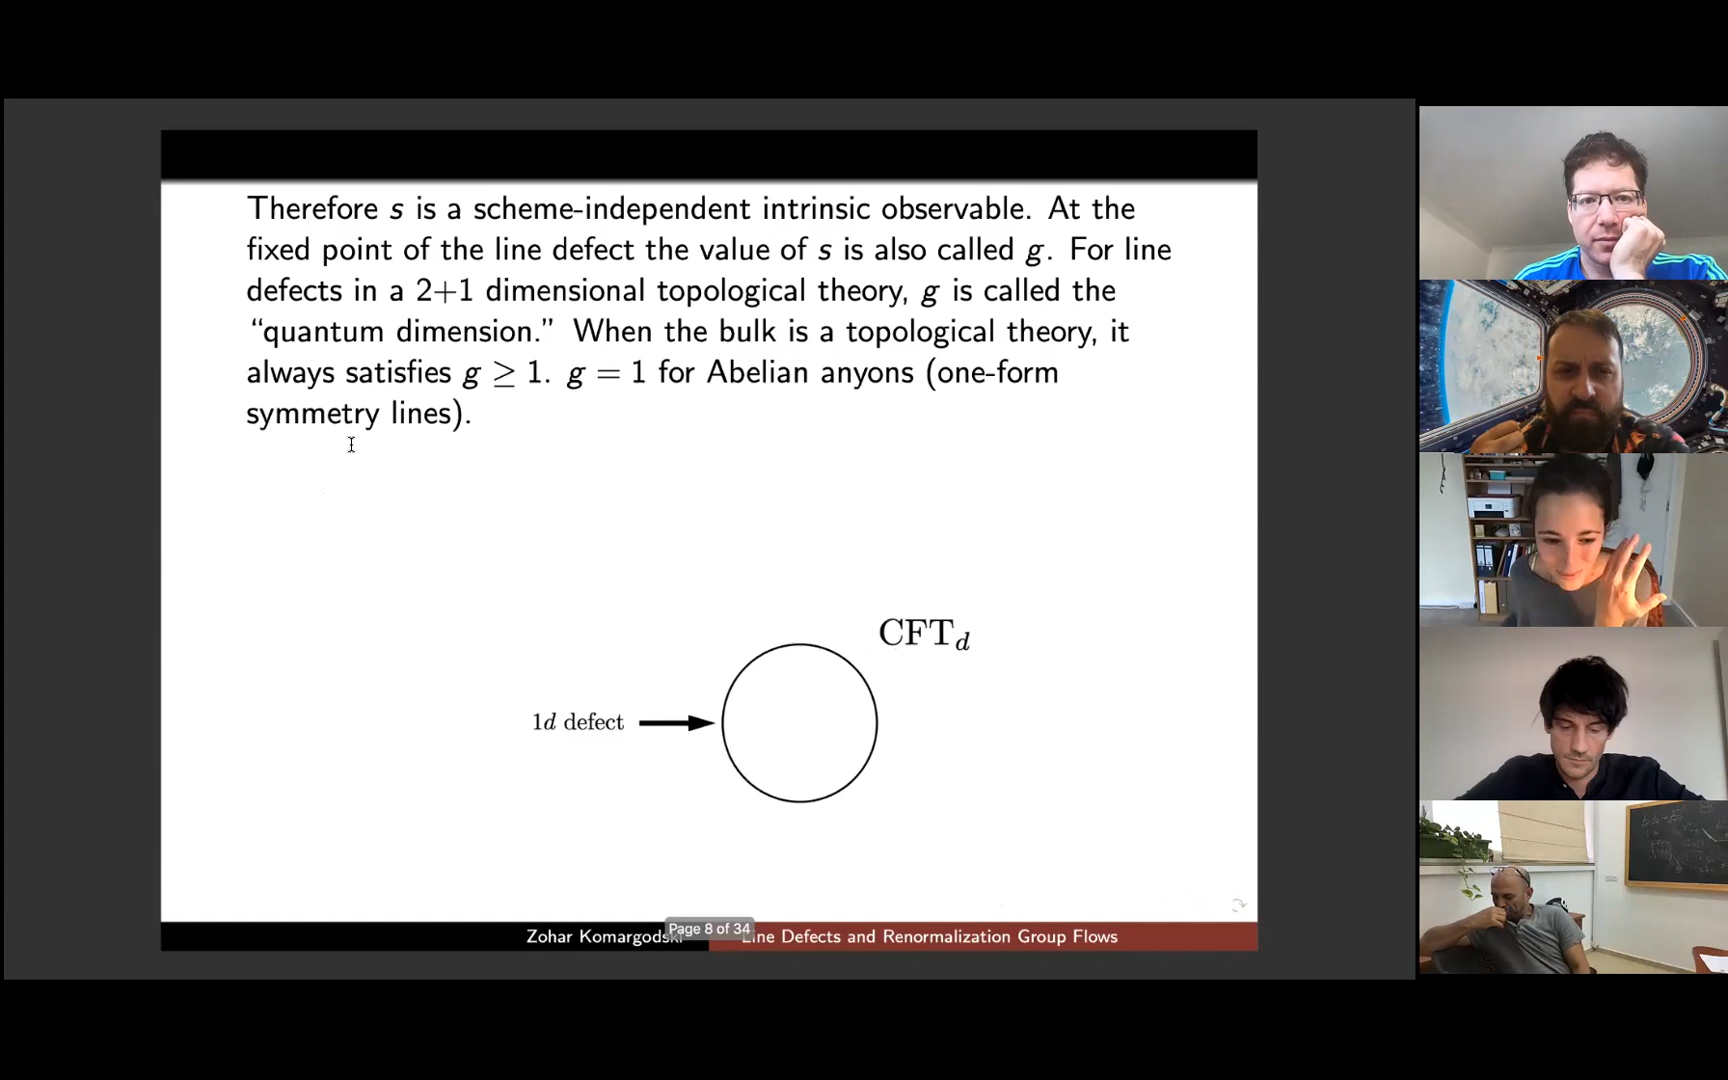 Therefore s is a scheme-independent intrinsic observable. At the
fixed point of the line defect the value of s is also called g. For line
defects in a 2+1 dimensional topological theory, g is called the
“quantum dimension.” When the bulk is a topological theory, it
always satisfies g ≥ 1. g = 1 for Abelian anyons (one-form
symmetry lines).
CFT_d
1d defect
Page 8 of 34
Zohar Komargodski Line Defects and Renormalization Group Flows